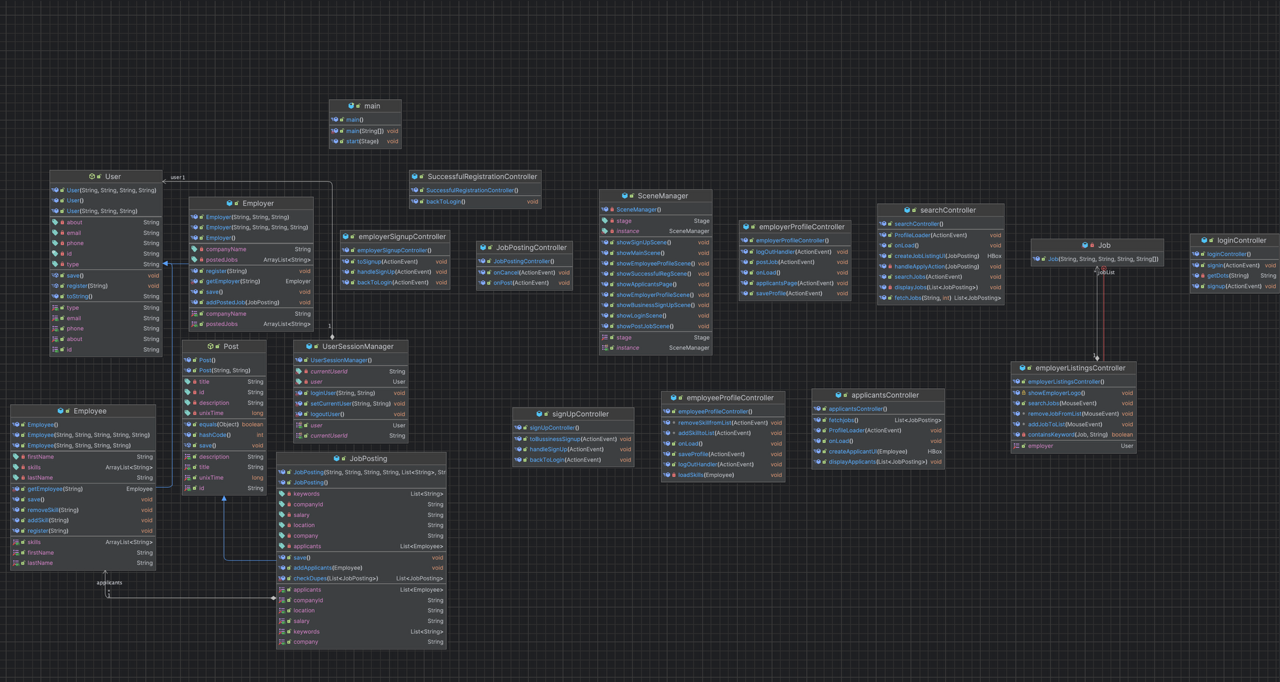 main
main()
main(String[]) void
start(Stage) void
User
User(String, String, String, String)
User()
User(String, String, String)
about String
email String
phone String
id String
type String
save() void
register(String) void
toString() String
type String
email String
phone String
about String
id String
user 1
1
Employer
Employer(String, String, String)
Employer(String, String, String)
Employer()
companyName String
postedJobs ArrayList<String>
register(String) void
getEmployer(String) Employer
save() void
addPostedJob(JobPosting) void
companyName String
postedJobs ArrayList<String>
SuccessfulRegistrationController
SuccessfulRegistrationController()
backToLogin() void
employerSignupController
employerSignupController()
toSignup(ActionEvent) void
handleSignUp(ActionEvent) void
backToLogin(ActionEvent) void
JobPostingController
JobPostingController()
onCancel(ActionEvent) void
onPost(ActionEvent) void
SceneManager
SceneManager()
stage Stage
instance SceneManager
showSignUpScene() void
showMainScene() void
showEmployeeProfileScene() void
showSuccessfulRegScene() void
showApplicantsPage() void
showEmployerProfileScene() void
showBusinessSignUpScene() void
showLoginScene() void
showPostJobScene() void
stage Stage
instance SceneManager
employerProfileController
employerProfileController()
logOutHandler(ActionEvent) void
postJob(ActionEvent) void
onLoad() void
applicantsPage(ActionEvent) void
saveProfile(ActionEvent) void
searchController
searchController()
ProfileLoader(ActionEvent) void
onLoad() void
createJobListingUI(JobPosting) HBox
handleApplyAction(JobPosting) void
searchJobs(ActionEvent) void
displayJobs(List<JobPosting>) void
fetchJobs(String, int) List<JobPosting>
Job
Job(String, String, String, String[])
jobList
1
loginController
loginController()
signin(ActionEvent) void
getDots(String) String
signup(ActionEvent) void
Post
Post()
Post(String, String)
title String
id String
description String
unixTime long
equals(Object) boolean
hashCode() int
save() void
description String
title String
unixTime long
id String
UserSessionManager
UserSessionManager()
currentUserId String
user User
loginUser(String, String) void
setCurrentUser(String, String) void
logoutUser() void
user User
currentUserId String
Employee
Employee()
Employee(String, String, String, String, String)
Employee(String, String, String, String)
firstName String
skills ArrayList<String>
lastName String
getEmployee(String) Employee
save() void
removeSkill(String) void
addSkill(String) void
register(String) void
skills ArrayList<String>
firstName String
lastName String
applicants
JobPosting
JobPosting(String, String, String, String, List<String>, St
JobPosting()
keywords List<String>
companyId String
salary String
location String
company String
applicants List<Employee>
save() void
addApplicants(Employee) void
checkDupes(List<JobPosting>) List<JobPosting>
applicants List<Employee>
companyId String
location String
salary String
keywords List<String>
company String
signUpController
signUpController()
toBussinessSignup(ActionEvent) void
handleSignUp(ActionEvent) void
backToLogin(ActionEvent) void
employeeProfileController
employeeProfileController()
removeSkillFromList(ActionEvent) void
addSkilltoList(ActionEvent) void
onLoad() void
saveProfile(ActionEvent) void
logOutHandler(ActionEvent) void
loadSkills(Employee) void
applicantsController
applicantsController()
fetchjobs() List<JobPosting>
ProfileLoader(ActionEvent) void
onLoad() void
createApplicantUI(Employee) HBox
displayApplicants(List<JobPosting>) void
employerListingsController
employerListingsController()
showEmployerLogo() void
searchJobs(MouseEvent) void
removeJobFromList(MouseEvent) void
addJobToList(MouseEvent) void
containsKeyword(Job, String) boolean
employer User